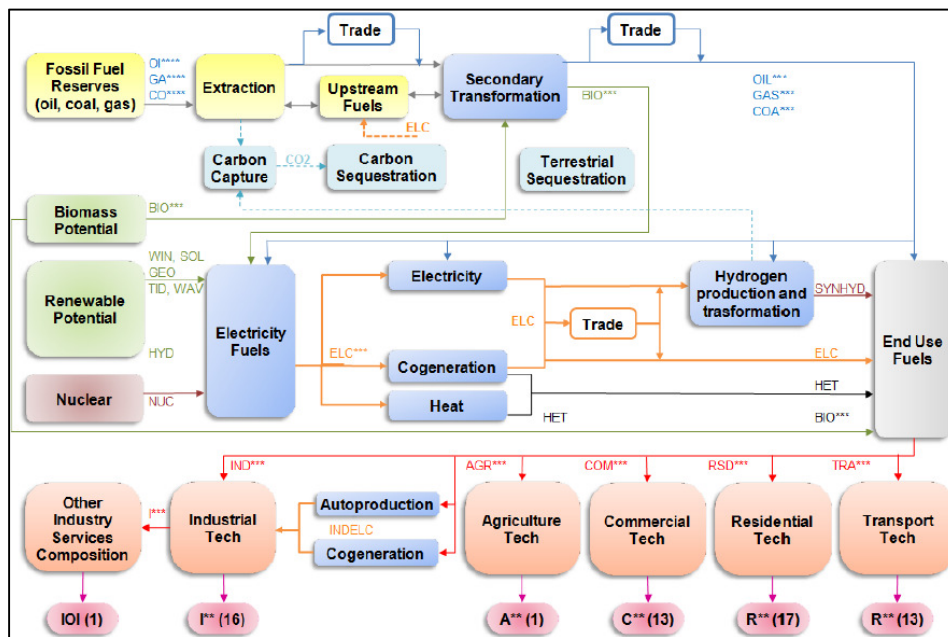 Trade
Trade
Fossil Fuel
Reserves
(oil, coal, gas)
OI****
GA****
CO****
Extraction
Upstream
Fuels
Secondary
Transformation
BIO***
OIL***
GAS***
COA***
ELC
Carbon
Capture
CO2
Carbon
Sequestration
Terrestrial
Sequestration
Biomass
Potential
BIO***
Renewable
Potential
WIN, SOL
GEO
TID, WAV
HYD
Electricity
Fuels
Electricity
Hydrogen
production and
trasformation
SYNHYD
ELC
Trade
End Use
Fuels
ELC***
Cogeneration
ELC
Nuclear
NUC
Heat
HET
HET
BIO***
IND***
AGR***
COM***
RSD***
TRA***
Other
Industry
Services
Composition
I***
Industrial
Tech
Autoproduction
INDELC
Cogeneration
Agriculture
Tech
Commercial
Tech
Residential
Tech
Transport
Tech
IOI (1)
I** (16)
A** (1)
C** (13)
R** (17)
R** (13)